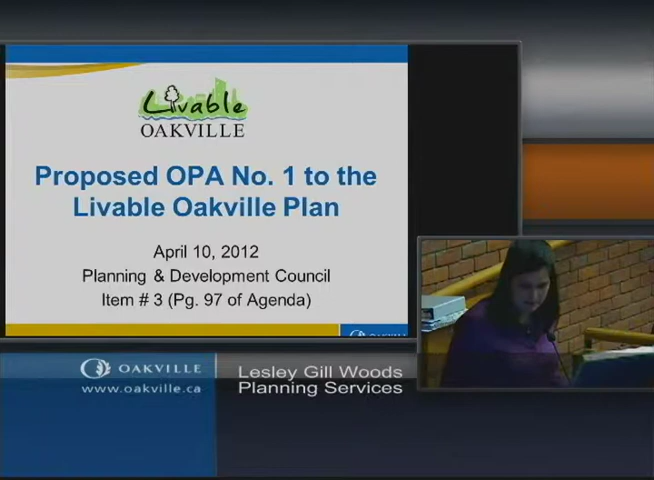 Livable
OAKVILLE
Proposed OPA No. 1 to the
Livable Oakville Plan
April 10, 2012
Planning & Development Council
Item # 3 (Pg. 97 of Agenda)
OAKVILLE
OAKVILLE
www.oakville.ca
Lesley Gill Woods
Planning Services